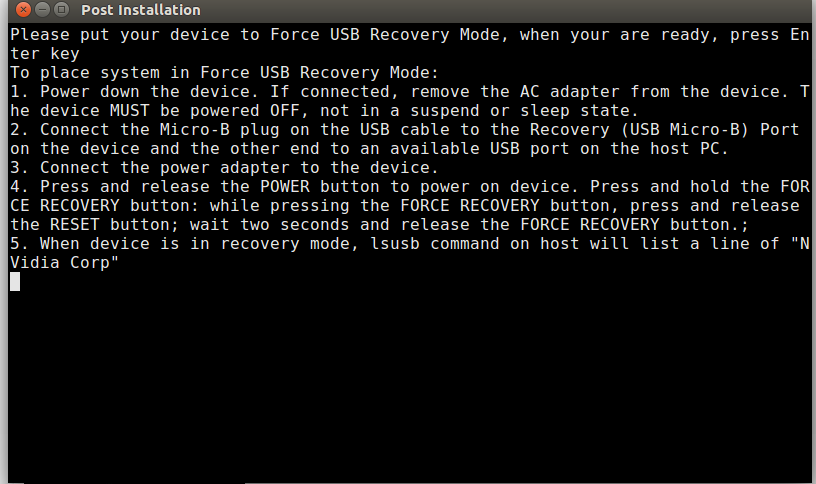 Post Installation
Please put your device to Force USB Recovery Mode, when your are ready, press En
ter key
To place system in Force USB Recovery Mode:
1. Power down the device. If connected, remove the AC adapter from the device. T
he device MUST be powered OFF, not in a suspend or sleep state.
2. Connect the Micro-B plug on the USB cable to the Recovery (USB Micro-B) Port
on the device and the other end to an available USB port on the host PC.
3. Connect the power adapter to the device.
4. Press and release the POWER button to power on device. Press and hold the FOR
CE RECOVERY button: while pressing the FORCE RECOVERY button, press and release
the RESET button; wait two seconds and release the FORCE RECOVERY button.;
5. When device is in recovery mode, lsusb command on host will list a line of "N
Vidia Corp"